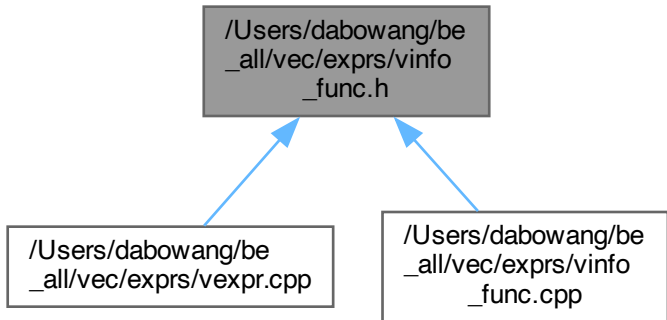 /Users/dabowang/be
_all/vec/exprs/vinfo
_func.h
/Users/dabowang/be
_all/vec/exprs/vexpr.cpp
/Users/dabowang/be
_all/vec/exprs/vinfo
_func.cpp